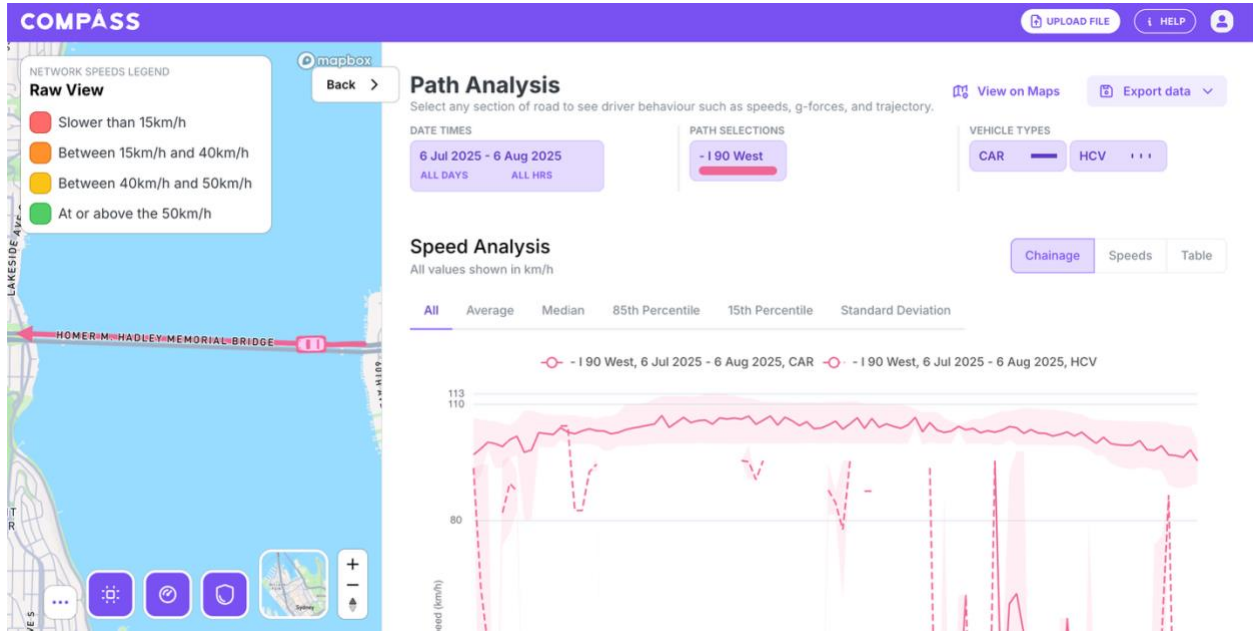 COMPÅSS
UPLOAD FILE
i HELP
NETWORK SPEEDS LEGEND
Raw View
Slower than 15km/h
Between 15km/h and 40km/h
Between 40km/h and 50km/h
At or above the 50km/h
mapbox
Back
LAKESIDE AVE S
HOMER M. HADLEY MEMORIAL BRIDGE
60TH AVE
Sydney
+
−
Path Analysis
Select any section of road to see driver behaviour such as speeds, g-forces, and trajectory.
View on Maps
Export data
DATE TIMES
6 Jul 2025 - 6 Aug 2025
ALL DAYS ALL HRS
PATH SELECTIONS
- I 90 West
VEHICLE TYPES
CAR
HCV
Speed Analysis
All values shown in km/h
Chainage Speeds Table
All Average Median 85th Percentile 15th Percentile Standard Deviation
- I 90 West, 6 Jul 2025 - 6 Aug 2025, CAR - I 90 West, 6 Jul 2025 - 6 Aug 2025, HCV
113
110
80
(km/h)